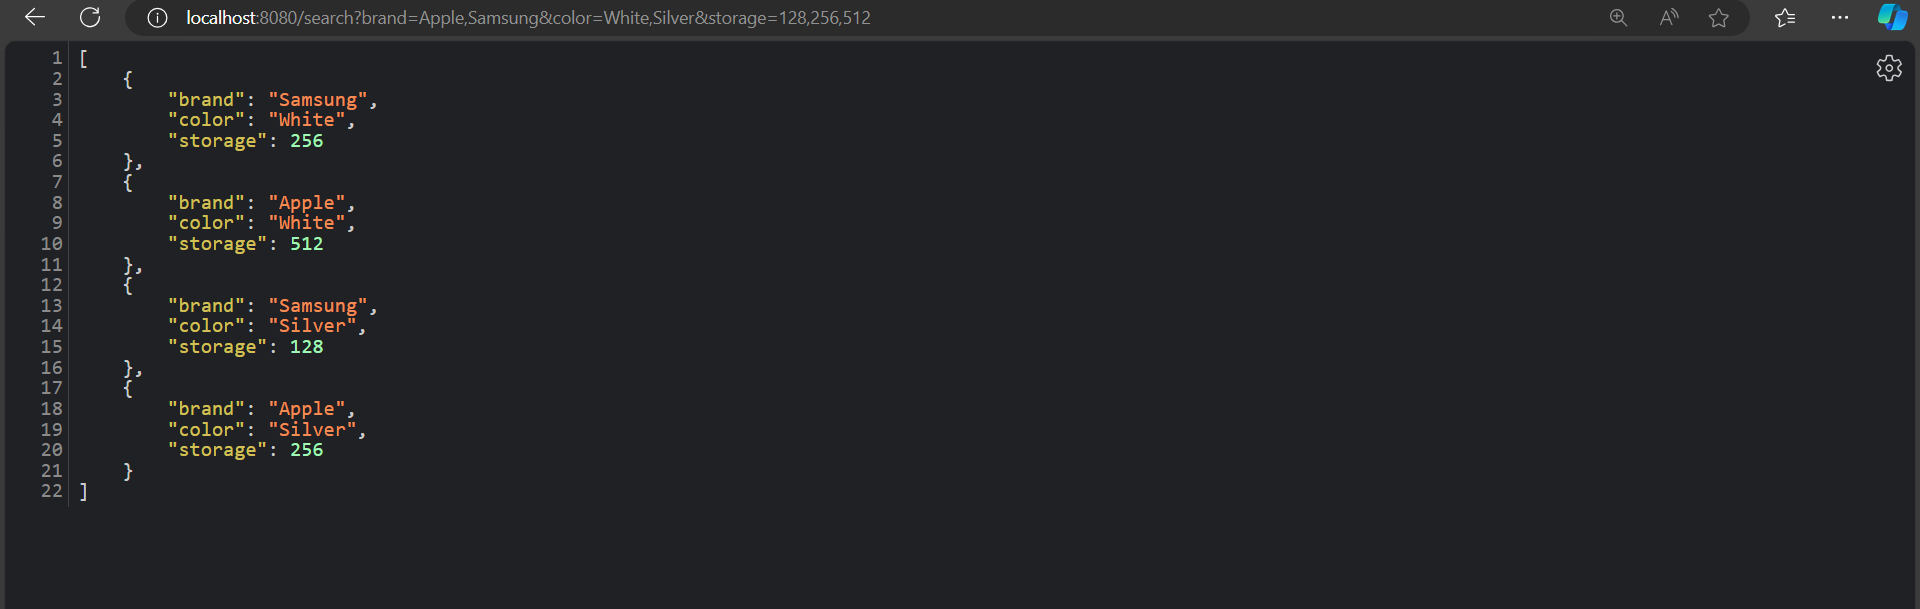 localhost:8080/search?brand=Apple,Samsung&color=White,Silver&storage=128,256,512
1 [
2     {
3         "brand": "Samsung",
4         "color": "White",
5         "storage": 256
6     },
7     {
8         "brand": "Apple",
9         "color": "White",
10         "storage": 512
11     },
12     {
13         "brand": "Samsung",
14         "color": "Silver",
15         "storage": 128
16     },
17     {
18         "brand": "Apple",
19         "color": "Silver",
20         "storage": 256
21     }
22 ]